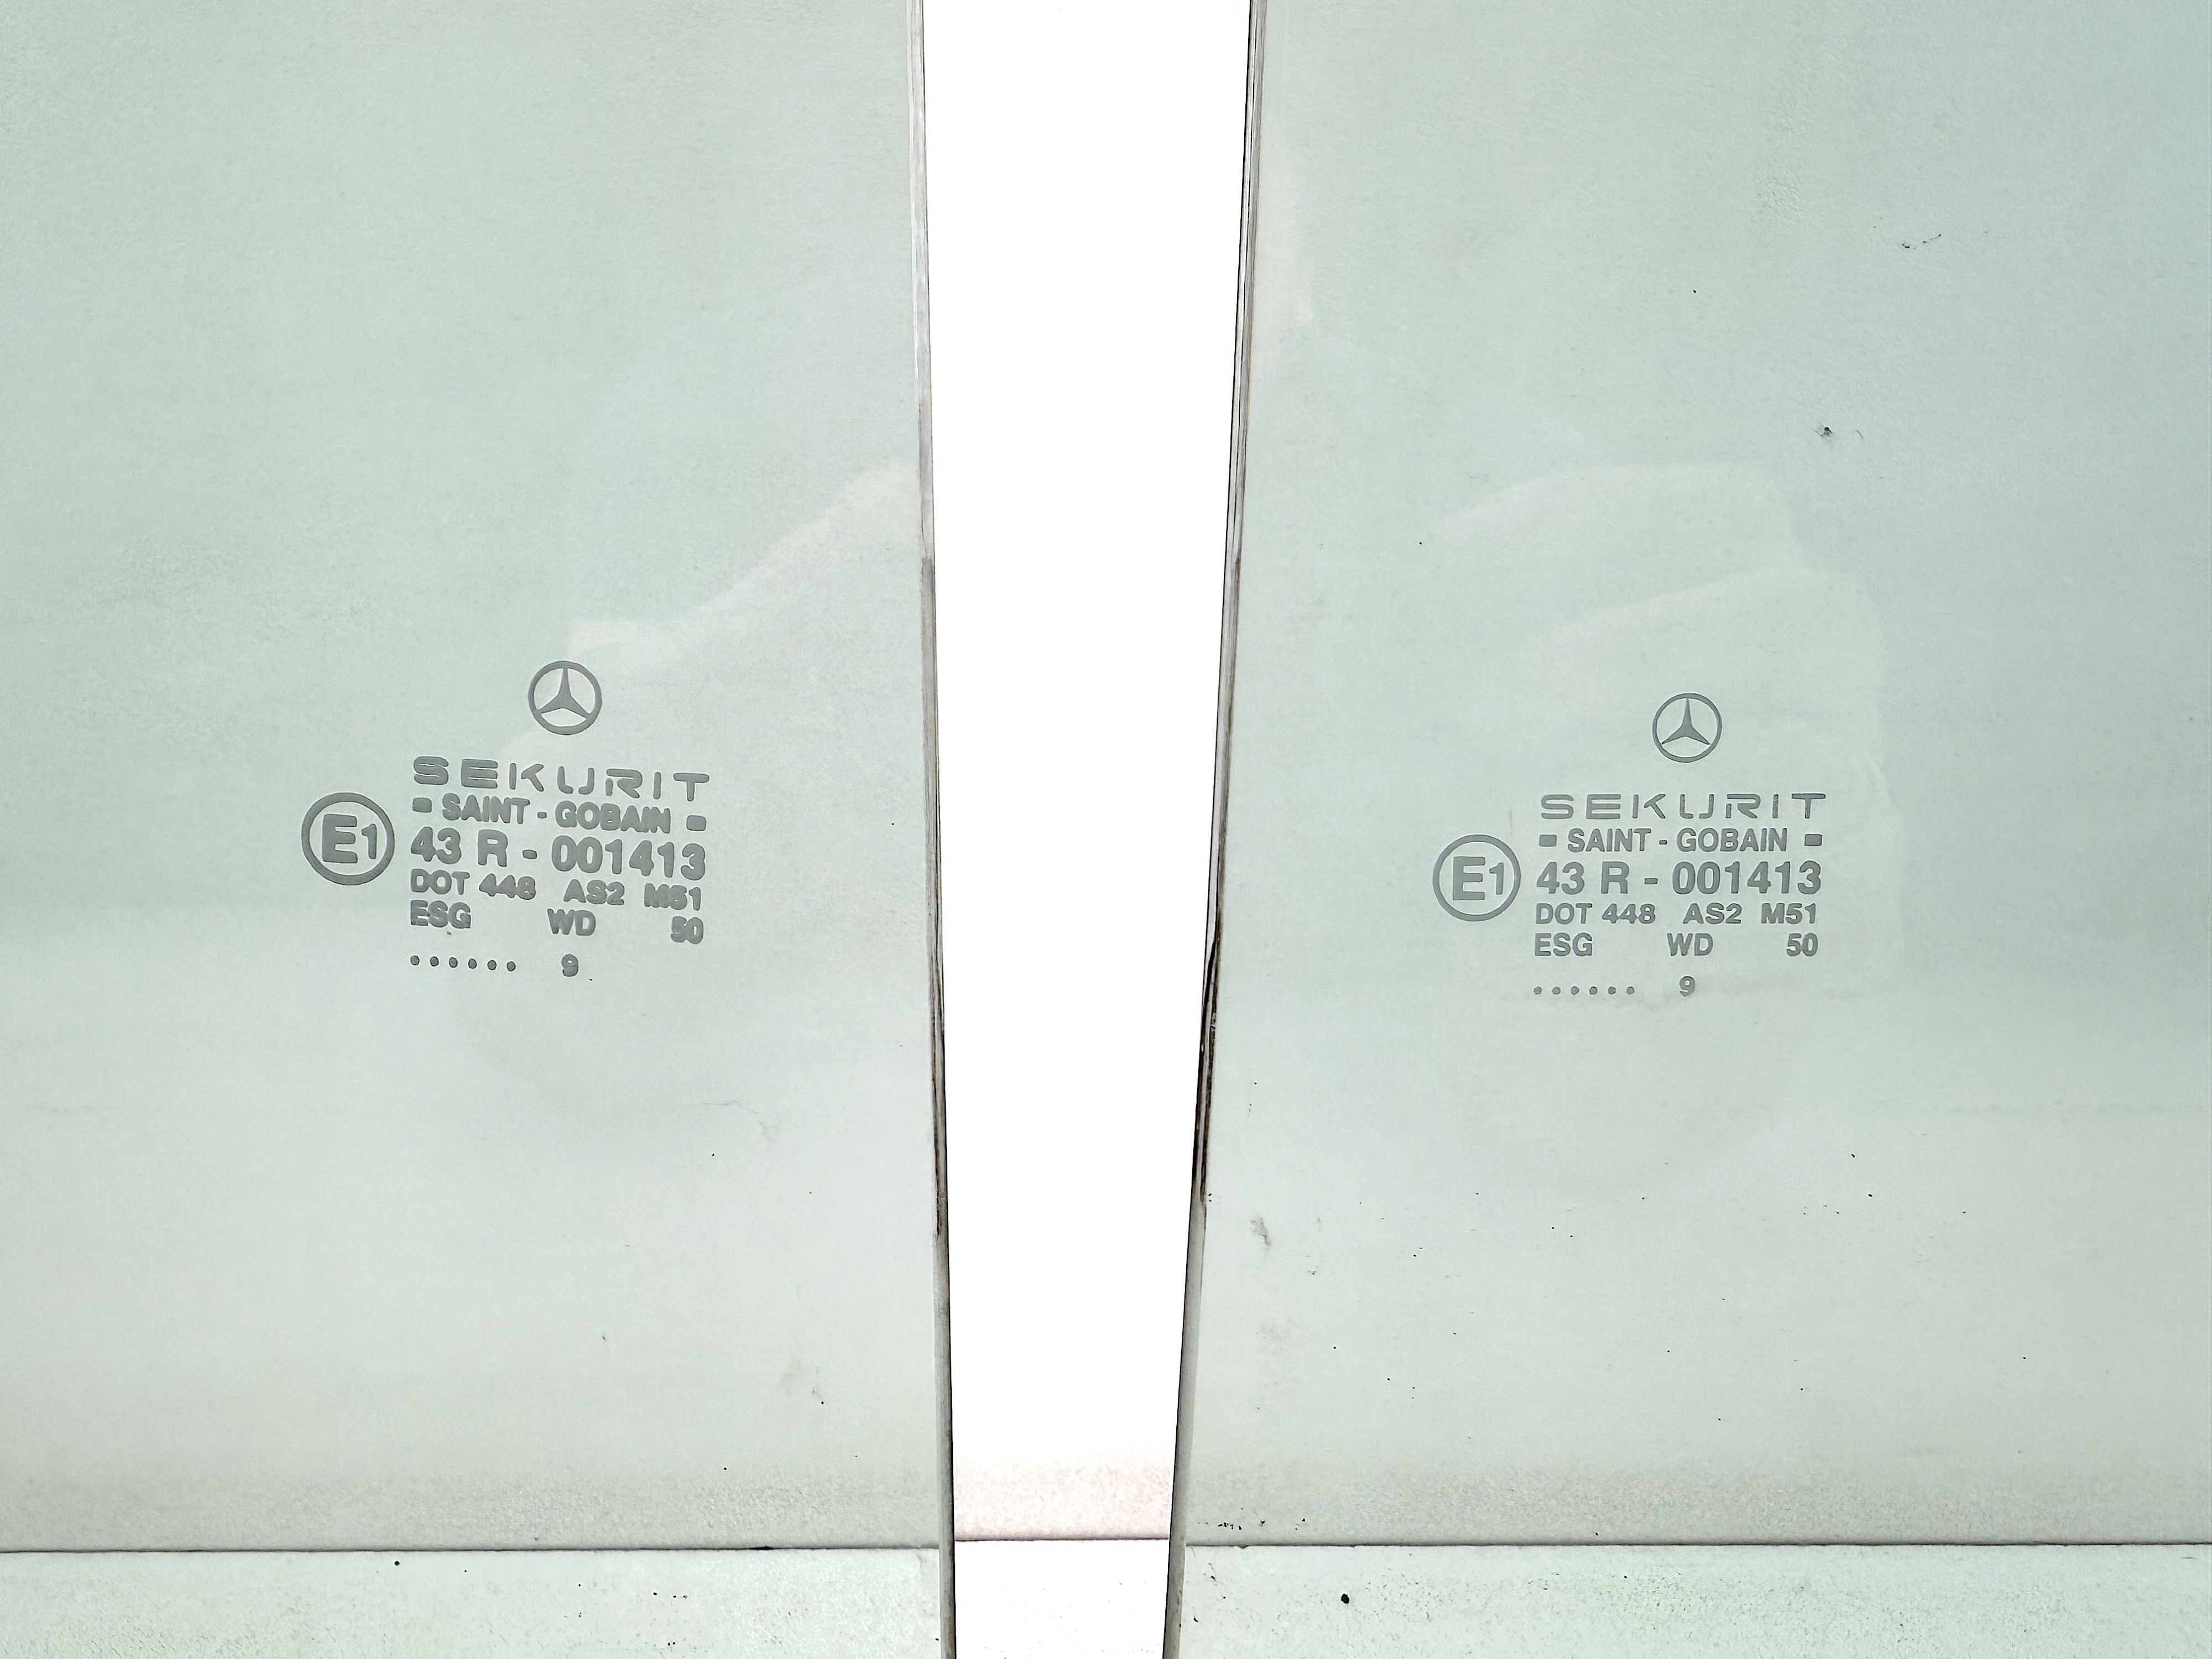 SEKURIT
SAINT - GOBAIN
E1
43 R - 001413
DOT 448 AS2 M51
ESG WD 50
...... 9
SEKURIT
SAINT - GOBAIN
E1
43 R - 001413
DOT 448 AS2 M51
ESG WD 50
...... 9